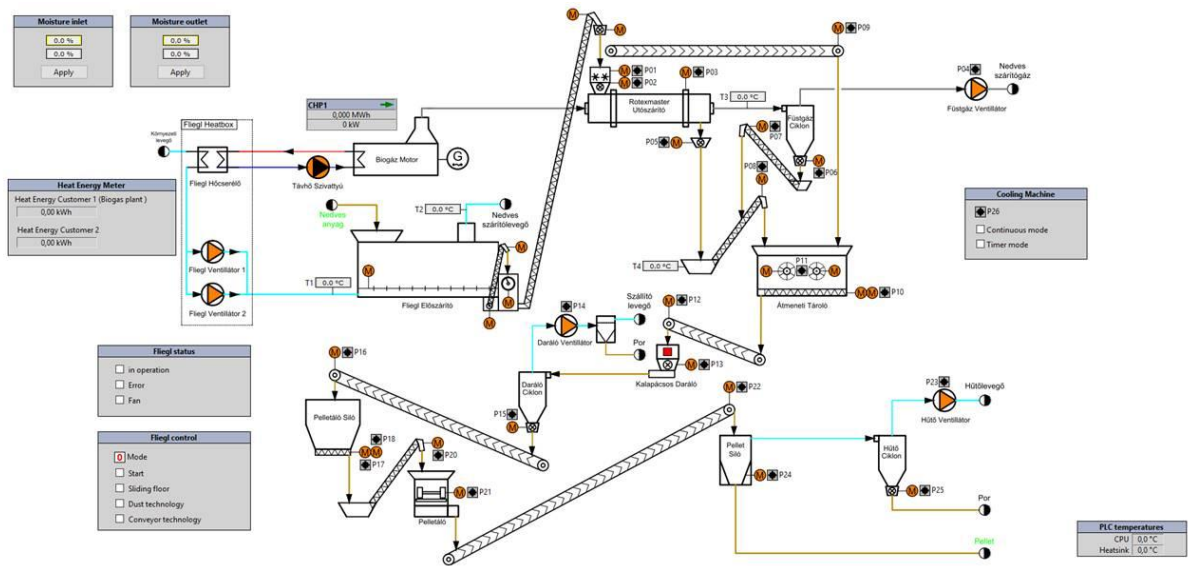 Moisture inlet
0.0 %
0.0 %
Apply
Moisture outlet
0.0 %
0.0 %
Apply
CHP1
0,000 MWh
0 kW
Fliegl Heatbox
Környezeti
levegő
Fliegl Hőcserélő
Távhő Szivattyú
Biogáz Motor
G
Heat Energy Meter
Heat Energy Customer 1 (Biogas plant )
0,00 kWh
Heat Energy Customer 2
0,00 kWh
Fliegl Ventillátor 1
Fliegl Ventillátor 2
T1
0.0 °C
Nedves
anyag
T2
0.0 °C
Nedves
szárítólevegő
M
Fliegl Előszárító
M
M
M
M
M
P01
M
P02
M
P03
Rotexmaster
Utószárító
M
P09
T3
0.0 °C
P04
Nedves
szárítógáz
Füstgáz Ventillátor
Füstgáz
Ciklon
P05
M
M
P07
M
P06
P08
M
T4
0.0 °C
M
P11
M
Átmeneti Tároló
M
M
P10
Cooling Machine
P26
Continuous mode
Timer mode
P14
Daráló Ventillátor
Szállító
levegő
Por
M
P12
M
P13
Kalapácsos Daráló
Daráló
Ciklon
P15
M
Fliegl status
in operation
Error
Fan
Fliegl control
0
Mode
Start
Sliding floor
Dust technology
Conveyor technology
M
P16
Pelletáló Siló
P18
M
M
P17
M
P20
M
P21
Pelletáló
M
P22
Pellet
Siló
M
P24
P23
Hűtő Ventillátor
Hűtőlevegő
Hűtő
Ciklon
M
P25
Por
Pellet
PLC temperatures
CPU
0,0 °C
Heatsink
0,0 °C